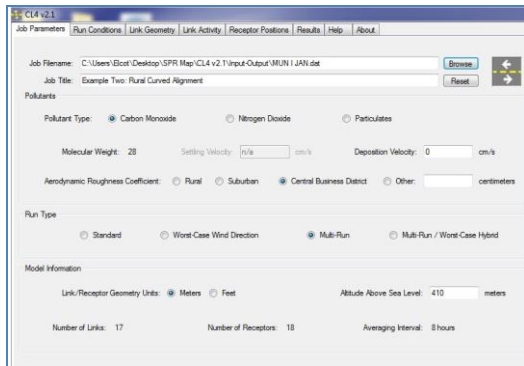 CL4 v2.1
Job Parameters Run Conditions Link Geometry Link Activity Receptor Positions Results Help About
Job Filename: C:\Users\Elcot\Desktop\SPR Map\CL4 v2.1\Input-Output\MUN I JAN.dat Browse
Job Title: Example Two: Rural Curved Alignment Reset
Pollutants
Pollutant Type: Carbon Monoxide Nitrogen Dioxide Particulates
Molecular Weight: 28 Settling Velocity: n/a cm/s Deposition Velocity: 0 cm/s
Aerodynamic Roughness Coefficient: Rural Suburban Central Business District Other: centimeters
Run Type
Standard Worst-Case Wind Direction Multi-Run Multi-Run / Worst-Case Hybrid
Model Information
Link/Receptor Geometry Units: Meters Feet Altitude Above Sea Level: 410 meters
Number of Links: 17 Number of Receptors: 18 Averaging Interval: 8 hours